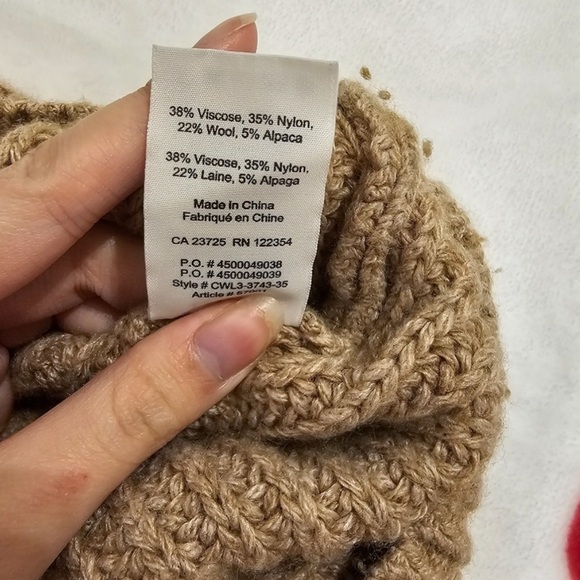 38% Viscose, 35% Nylon,
22% Wool, 5% Alpaca
38% Viscose, 35% Nylon,
22% Laine, 5% Alpaga
Made in China
Fabriqué en Chine
CA 23725 RN 122354
P.O. # 4500049038
P.O. # 4500049039
Style # CWL3-3743-35
Article #